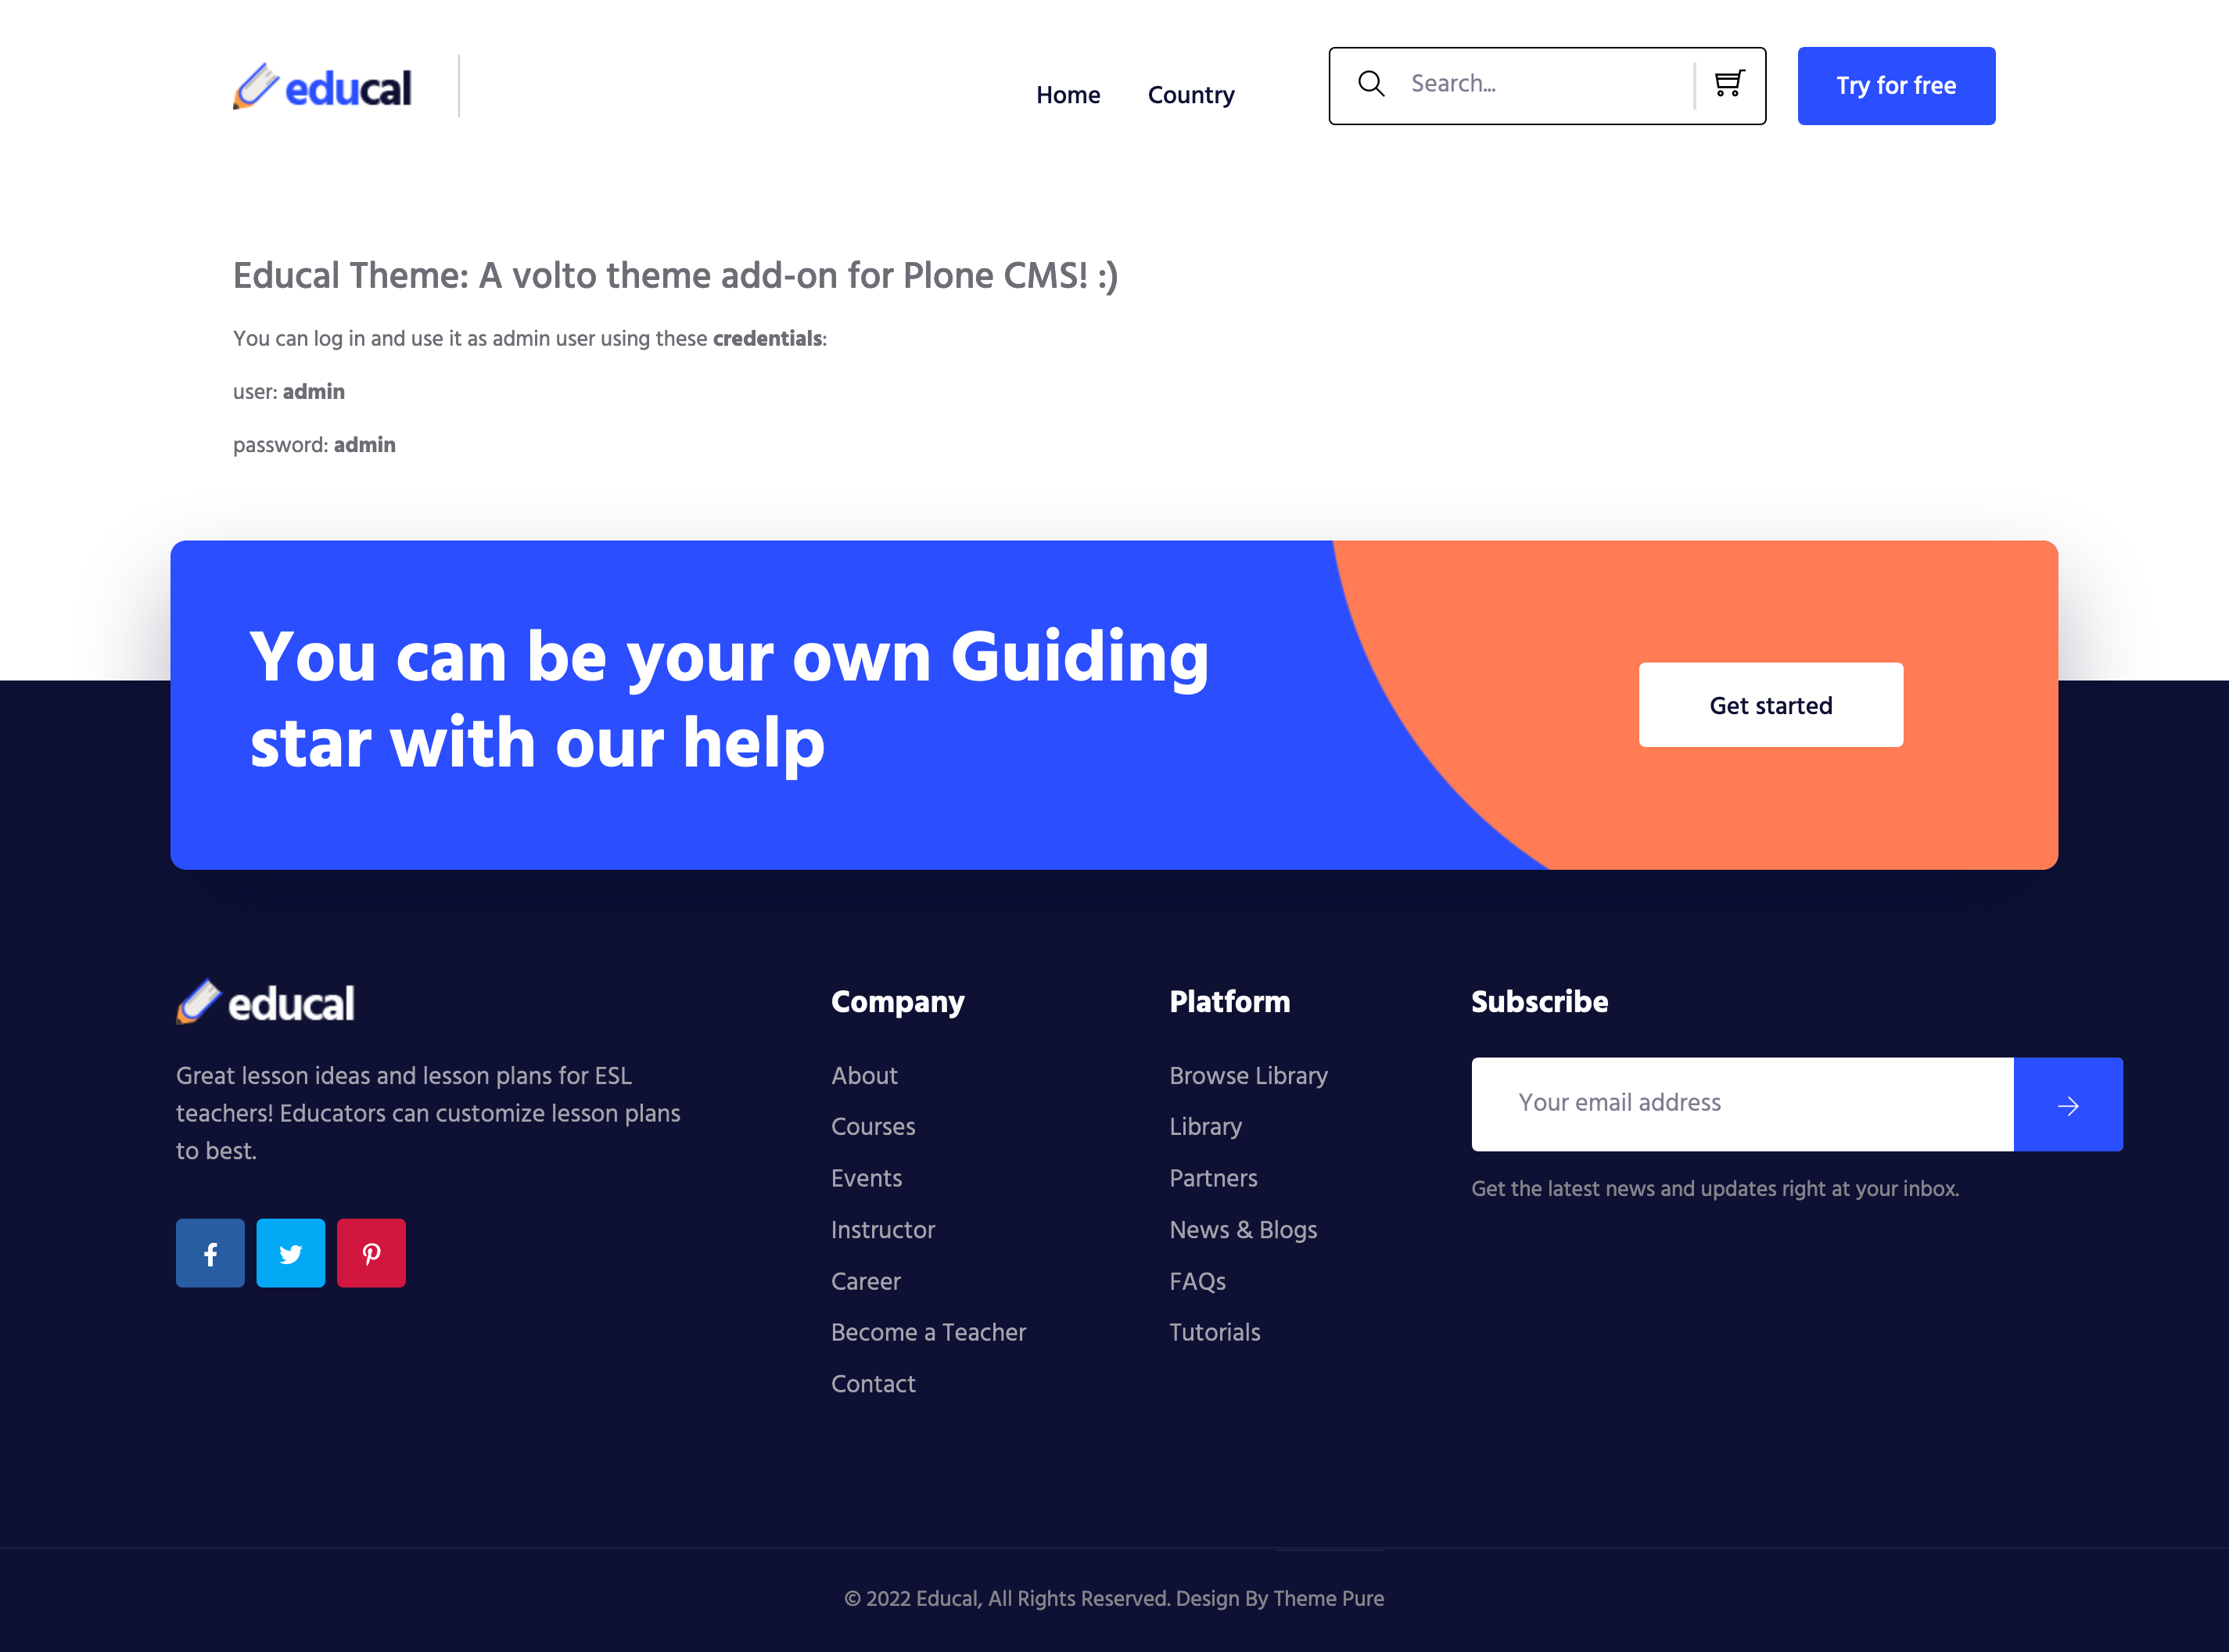 educal
Home
Country
Search...
Try for free
Educal Theme: A volto theme add-on for Plone CMS! :)
You can log in and use it as admin user using these credentials:
user: admin
password: admin
You can be your own Guiding
star with our help
Get started
educal
Great lesson ideas and lesson plans for ESL
teachers! Educators can customize lesson plans
to best.
Company
About
Courses
Events
Instructor
Career
Become a Teacher
Contact
Platform
Browse Library
Library
Partners
News & Blogs
FAQs
Tutorials
Subscribe
Your email address
Get the latest news and updates right at your inbox.
© 2022 Educal, All Rights Reserved. Design By Theme Pure